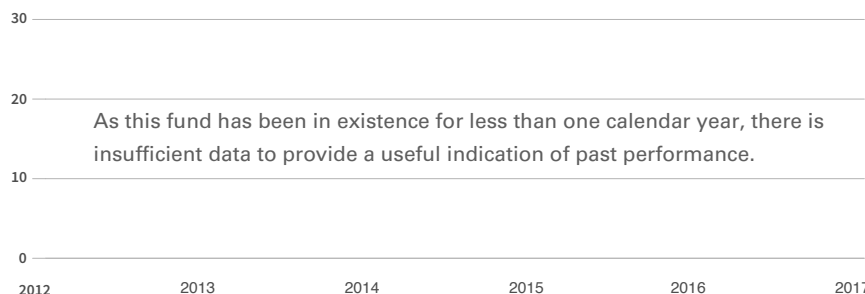 30
20
As this fund has been in existence for less than one calendar year, there is
insufficient data to provide a useful indication of past performance.
10
0
2012 2013 2014 2015 2016 2017